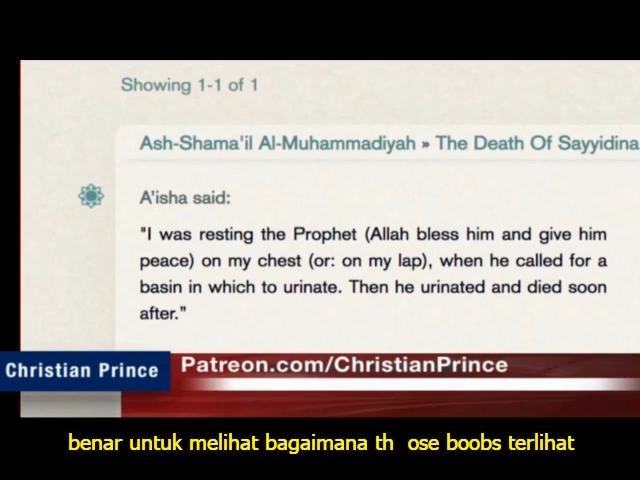 Showing 1-1 of 1
Ash-Shama'il Al-Muhammadiyah » The Death Of Sayyidina
A'isha said:
"I was resting the Prophet (Allah bless him and give him
peace) on my chest (or: on my lap), when he called for a
basin in which to urinate. Then he urinated and died soon
after."
Christian Prince
Patreon.com/ChristianPrince
benar untuk melihat bagaimana th ose boobs terlihat